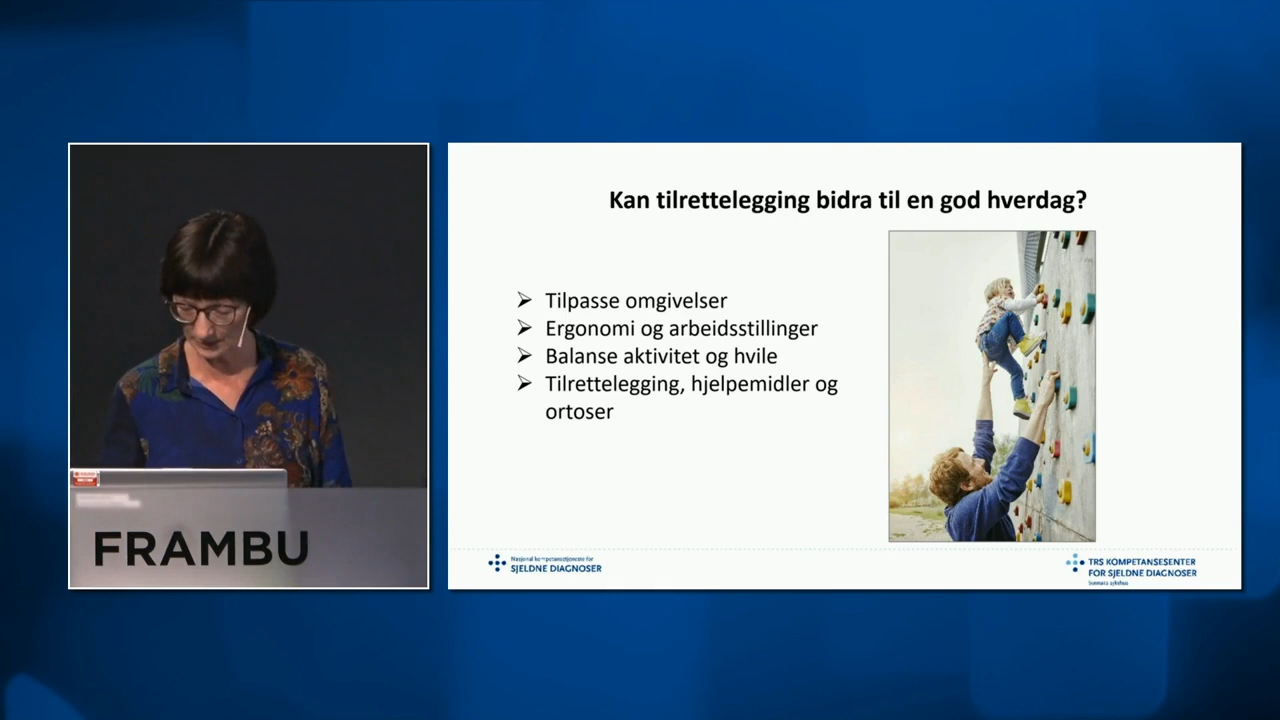 FRAMBU
Kan tilrettelegging bidra til en god hverdag?
Tilpasse omgivelser
Ergonomi og arbeidsstillinger
Balanse aktivitet og hvile
Tilrettelegging, hjelpemidler og
ortoser
Nasjonal kompetansetjeneste for
SJELDNE DIAGNOSER
TRS KOMPETANSESENTER
FOR SJELDNE DIAGNOSER
Sunnaas sykehus